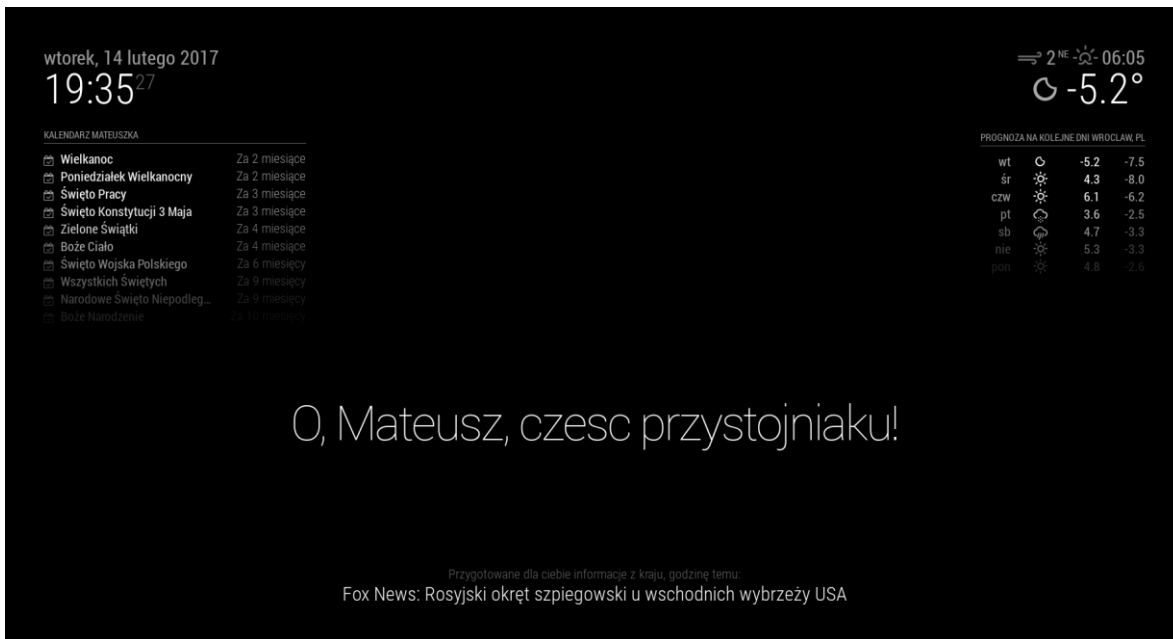 wtorek, 14 lutego 2017
19:35 27
KALENDARZ MATEUSZKA
Wielkanoc Za 2 miesiące
Poniedziałek Wielkanocny Za 2 miesiące
Święto Pracy Za 3 miesiące
Święto Konstytucji 3 Maja Za 3 miesiące
Zielone Świątki Za 4 miesiące
Boże Ciało Za 4 miesiące
Święto Wojska Polskiego Za 6 miesięcy
Wszystkich Świętych Za 9 miesięcy
Narodowe Święto Niepodleg... Za 9 miesięcy
Boże Narodzenie Za 10 miesięcy
2 NE 06:05
-5.2°
PROGNOZA NA KOLEJNE DNI WROCLAW, PL
wt -5.2 -7.5
śr 4.3 -8.0
czw 6.1 -6.2
pt 3.6 -2.5
sb 4.7 -3.3
nie 5.3 -3.3
pon 4.8 -2.6
O, Mateusz, czesc przystojniaku!
Przygotowane dla ciebie informacje z kraju, godzinę temu:
Fox News: Rosyjski okręt szpiegowski u wschodnich wybrzeży USA